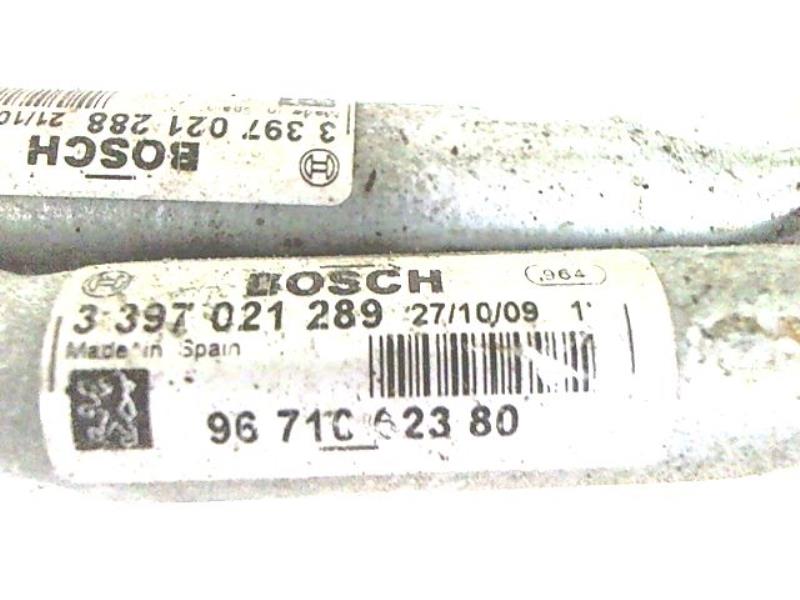 3 397 021 288 21/10
BOSCH
BOSCH .964
3 397 021 289 27/10/09 1
Made in Spain
96 710 623 80